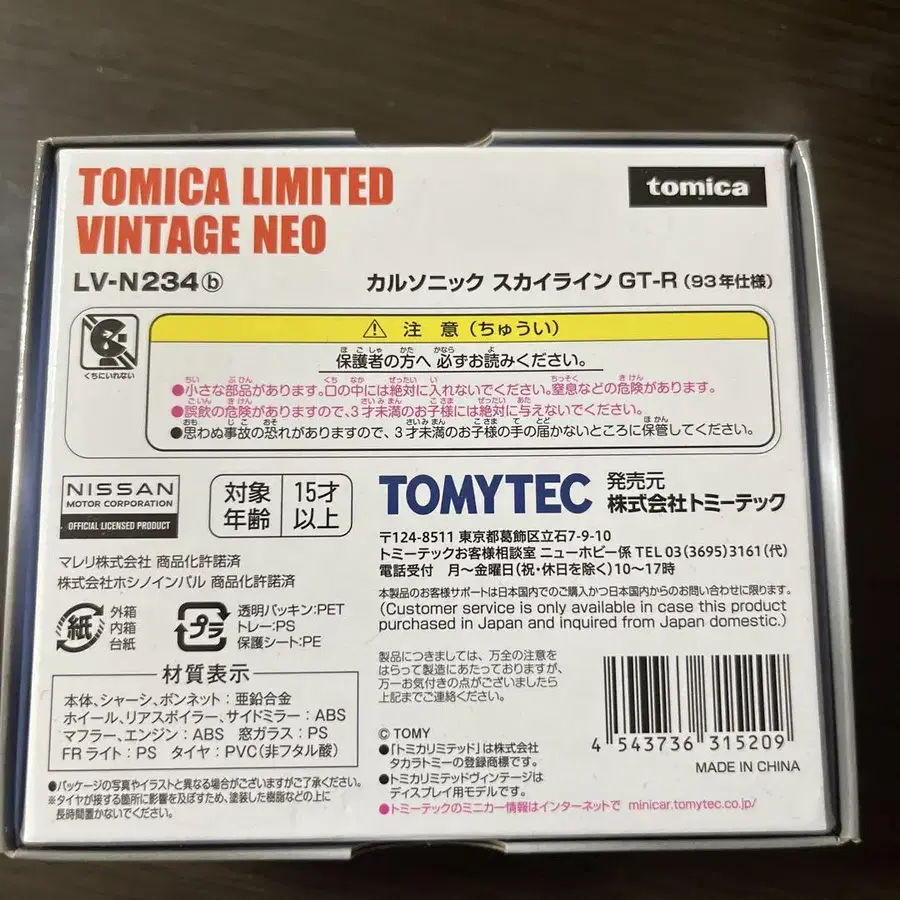 TOMICA LIMITED
VINTAGE NEO
tomica
LV-N234ⓑ
カルソニック スカイライン GT-R (93年仕様)
くちにいれない
⚠ 注 意 (ちゅうい)
保護者の方へ 必ずお読みください。
●小さな部品があります。口の中には絶対に入れないでください。窒息などの危険があります。
●誤飲の危険がありますので、3才未満のお子様には絶対に与えないでください。
●思わぬ事故の恐れがありますので、3才未満のお子様の手の届かないところに保管してください。
NISSAN
MOTOR CORPORATION
OFFICIAL LICENSED PRODUCT
対象
年齢
15才
以上
TOMYTEC
発売元
株式会社トミーテック
〒124-8511 東京都葛飾区立石7-9-10
トミーテックお客様相談室 ニューホビー係 TEL 03(3695)3161(代)
電話受付 月～金曜日(祝・休日を除く)10～17時
マレリ株式会社 商品化許諾済
株式会社ホシノインパル 商品化許諾済
本製品のお客様サポートは日本国内でのご購入かつ日本国内からのお問い合わせに限ります。
(Customer service is only available in case this product
purchased in Japan and inquired from Japan domestic.)
紙
外箱
内箱
台紙
プラ
透明パッキン:PET
トレー:PS
保護シート:PE
材質表示
本体、シャーシ、ボンネット:亜鉛合金
ホイール、リアスポイラー、サイドミラー:ABS
マフラー、エンジン:ABS 窓ガラス:PS
FRライト:PS タイヤ:PVC(非フタル酸)
●パッケージの写真やイラストと異なる場合がございますがご了承ください。
※タイヤが接する箇所に影響を及ぼすため、塗装した樹脂などの上に
長時間置かないでください。
製品につきましては、万全の注意を
はらって製造にあたっておりますが、
万一お気付きの点がございましたら
上記までご連絡ください。
© TOMY
●「トミカリミテッド」は株式会社
タカラトミーの登録商標です。
●トミカリミテッドヴィンテージは
ディスプレイ用モデルです。
●トミーテックのミニカー情報はインターネットで minicar.tomytec.co.jp/
4 543736 315209
MADE IN CHINA